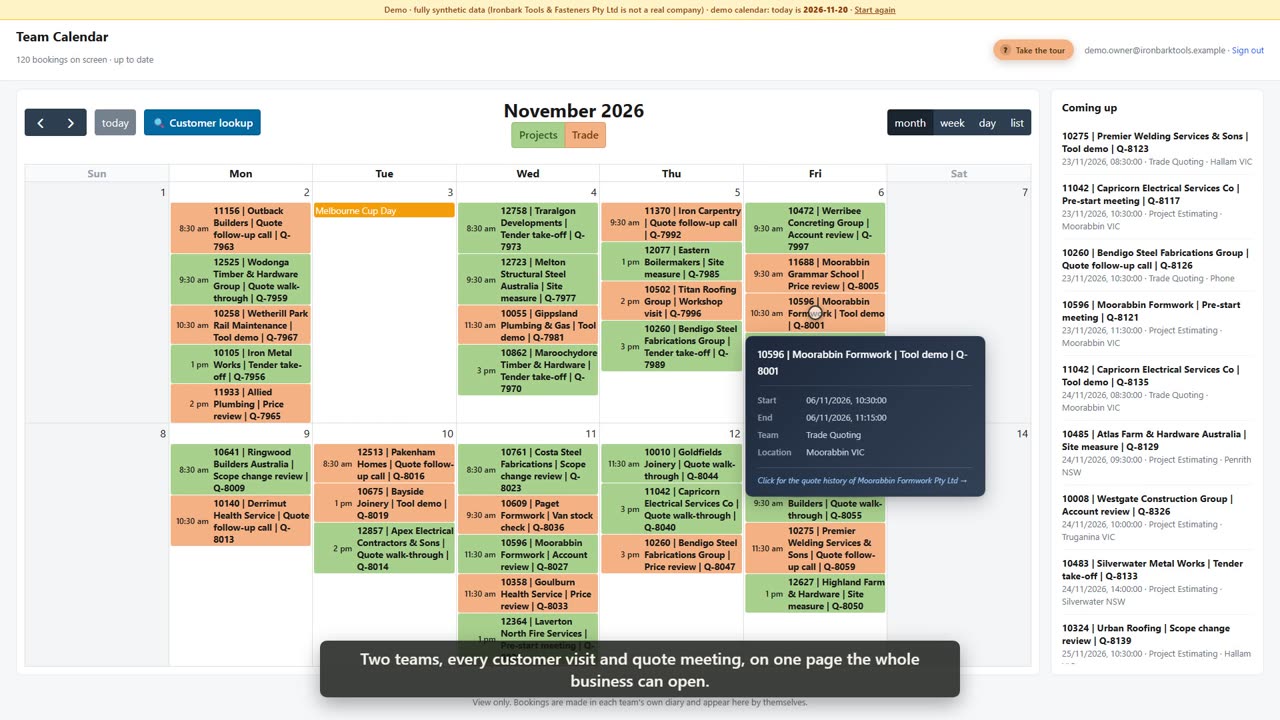 Demo - fully synthetic data (Ironbark Tools & Fasteners Pty Ltd is not a real company) · demo calendar: today is 2026-11-20 · Start again
Team Calendar
120 bookings on screen · up to date
? Take the tour
demo.owner@ironbarktools.example · Sign out
today
Customer lookup
November 2026
Projects
Trade
month
week
day
list
Sun
Mon
Tue
Wed
Thu
Fri
Sat
1
2
8:30 am
11156 | Outback
Builders | Quote
follow-up call | Q-
7963
9:30 am
12525 | Wodonga
Timber & Hardware
Group | Quote walk-
through | Q-7959
10:30 am
10258 | Wetherill Park
Rail Maintenance |
Tool demo | Q-7967
1 pm
10105 | Iron Metal
Works | Tender take-
off | Q-7956
2 pm
11933 | Allied
Plumbing | Price
review | Q-7965
3
Melbourne Cup Day
4
8:30 am
12758 | Traralgon
Developments |
Tender take-off | Q-
7973
9:30 am
12723 | Melton
Structural Steel
Australia | Site
measure | Q-7977
11:30 am
10055 | Gippsland
Plumbing & Gas | Tool
demo | Q-7981
3 pm
10862 | Maroochydore
Timber & Hardware |
Tender take-off | Q-
7970
5
9:30 am
11370 | Iron Carpentry
| Quote follow-up
call | Q-7992
1 pm
12077 | Eastern
Boilermakers | Site
measure | Q-7985
2 pm
10502 | Titan Roofing
Group | Workshop
visit | Q-7996
3 pm
10260 | Bendigo Steel
Fabrications Group |
Tender take-off | Q-
7989
6
9:30 am
10472 | Werribee
Concreting Group |
Account review | Q-
7997
9:30 am
11688 | Moorabbin
Grammar School |
Price review | Q-8005
10:30 am
10596 | Moorabbin
Formwork | Tool demo
| Q-8001
7
10596 | Moorabbin Formwork | Tool demo | Q-
8001
Start 06/11/2026, 10:30:00
End 06/11/2026, 11:15:00
Team Trade Quoting
Location Moorabbin VIC
Click for the quote history of Moorabbin Formwork Pty Ltd →
8
9
8:30 am
10641 | Ringwood
Builders Australia |
Scope change review |
Q-8009
10:30 am
10140 | Derrimut
Health Service | Quote
follow-up call | Q-
8013
10
8:30 am
12513 | Pakenham
Homes | Quote follow-
up call | Q-8016
1 pm
10675 | Bayside
Joinery | Tool demo |
Q-8019
2 pm
12857 | Apex Electrical
Contractors & Sons |
Quote walk-through |
Q-8014
11
8:30 am
10761 | Costa Steel
Fabrications | Scope
change review | Q-
8023
9:30 am
10609 | Paget
Formwork | Van stock
check | Q-8036
11:30 am
10596 | Moorabbin
Formwork | Account
review | Q-8027
11:30 am
10358 | Goulburn
Health Service | Price
review | Q-8033
1 pm
12364 | Laverton
North Fire Services |
Pre-start meeting |
12
11:30 am
10010 | Goldfields
Joinery | Quote walk-
through | Q-8044
3 pm
11042 | Capricorn
Electrical Services Co |
Quote walk-through |
Q-8040
3 pm
10260 | Bendigo Steel
Fabrications Group |
Price review | Q-8047
9:30 am
Builders | Quote walk-
through | Q-8055
11:30 am
10275 | Premier
Welding Services &
Sons | Quote follow-
up call | Q-8059
1 pm
12627 | Highland Farm
& Hardware | Site
measure | Q-8050
14
Coming up
10275 | Premier Welding Services & Sons |
Tool demo | Q-8123
23/11/2026, 08:30:00 · Trade Quoting · Hallam VIC
11042 | Capricorn Electrical Services Co |
Pre-start meeting | Q-8117
23/11/2026, 10:30:00 · Project Estimating ·
Moorabbin VIC
10260 | Bendigo Steel Fabrications Group |
Quote follow-up call | Q-8126
23/11/2026, 10:30:00 · Trade Quoting · Phone
10596 | Moorabbin Formwork | Pre-start
meeting | Q-8121
23/11/2026, 11:30:00 · Project Estimating ·
Moorabbin VIC
11042 | Capricorn Electrical Services Co |
Tool demo | Q-8135
24/11/2026, 08:30:00 · Trade Quoting ·
Moorabbin VIC
10485 | Atlas Farm & Hardware Australia |
Site measure | Q-8129
24/11/2026, 09:30:00 · Project Estimating · Penrith
NSW
10008 | Westgate Construction Group |
Account review | Q-8326
24/11/2026, 10:00:00 · Project Estimating ·
Truganina VIC
10483 | Silverwater Metal Works | Tender
take-off | Q-8133
24/11/2026, 14:00:00 · Project Estimating ·
Silverwater NSW
10324 | Urban Roofing | Scope change
review | Q-8139
25/11/2026, 10:30:00 · Project Estimating · Hallam
Two teams, every customer visit and quote meeting, on one page the whole
business can open.
View only. Bookings are made in each team's own diary and appear here by themselves.